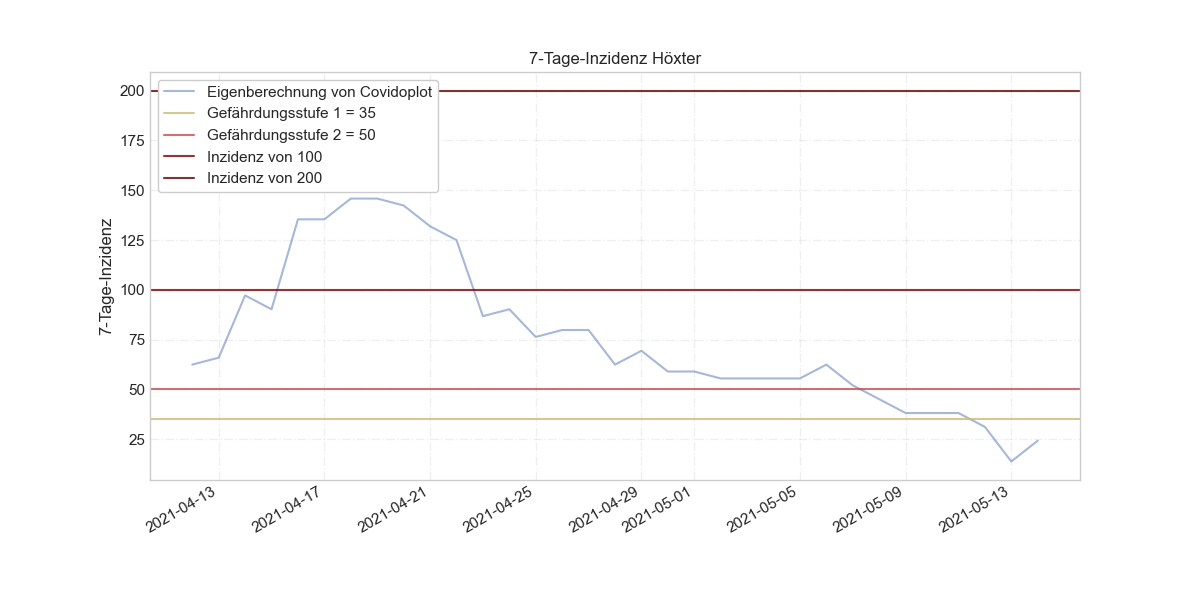 7-Tage-Inzidenz Höxter
Eigenberechnung von Covidoplot
Gefährdungsstufe 1 = 35
Gefährdungsstufe 2 = 50
Inzidenz von 100
Inzidenz von 200
7-Tage-Inzidenz
200
175
150
125
100
75
50
25
2021-04-13
2021-04-17
2021-04-21
2021-04-25
2021-04-29
2021-05-01
2021-05-05
2021-05-09
2021-05-13